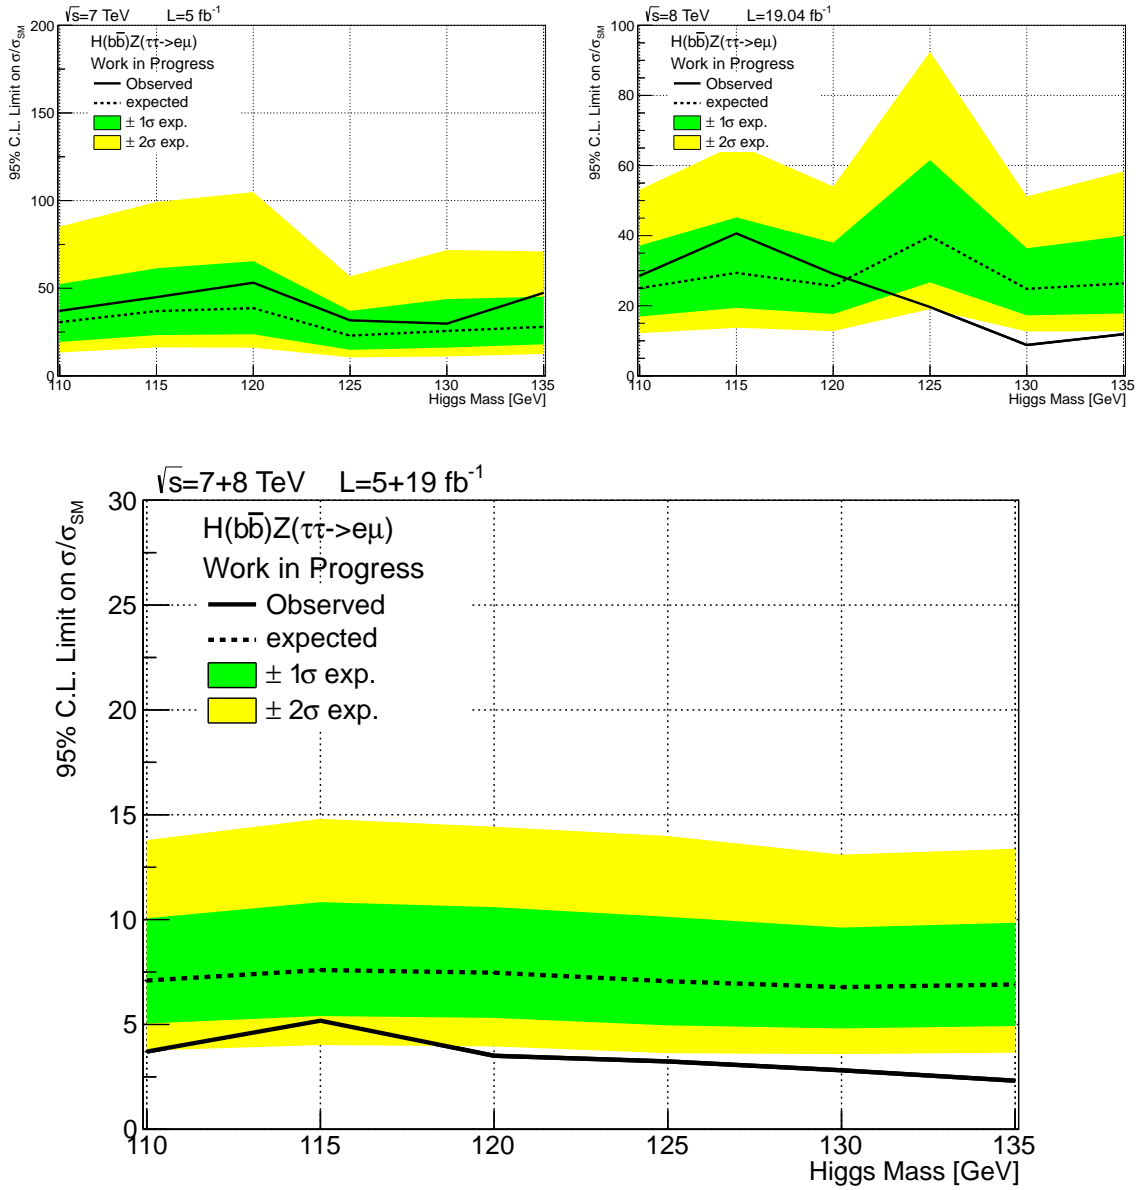 √s=7 TeV L=5 fb⁻¹
95% C.L. Limit on σ/σSM
200
150
100
50
0
H(bb̅)Z(ττ->eμ)
Work in Progress
Observed
expected
± 1σ exp.
± 2σ exp.
110 115 120 125 130 135
Higgs Mass [GeV]
√s=8 TeV L=19.04 fb⁻¹
95% C.L. Limit on σ/σSM
100
80
60
40
20
0
H(bb̅)Z(ττ->eμ)
Work in Progress
Observed
expected
± 1σ exp.
± 2σ exp.
110 115 120 125 130 135
Higgs Mass [GeV]
√s=7+8 TeV L=5+19 fb⁻¹
95% C.L. Limit on σ/σSM
30
25
20
15
10
5
0
H(bb̅)Z(ττ->eμ)
Work in Progress
Observed
expected
± 1σ exp.
± 2σ exp.
110 115 120 125 130 135
Higgs Mass [GeV]